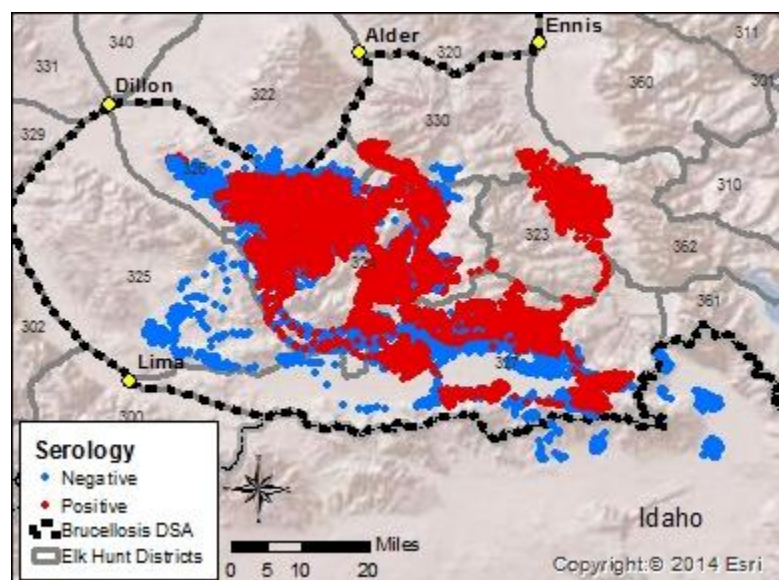 Alder
Ennis
340
320
311
331
Dillon
360
301
322
329
330
326
310
323
324
362
325
361
302
327
Lima
300
Serology
Negative
Positive
Brucellosis DSA
Elk Hunt Districts
Miles
0 5 10 20
Idaho
Copyright:© 2014 Esri